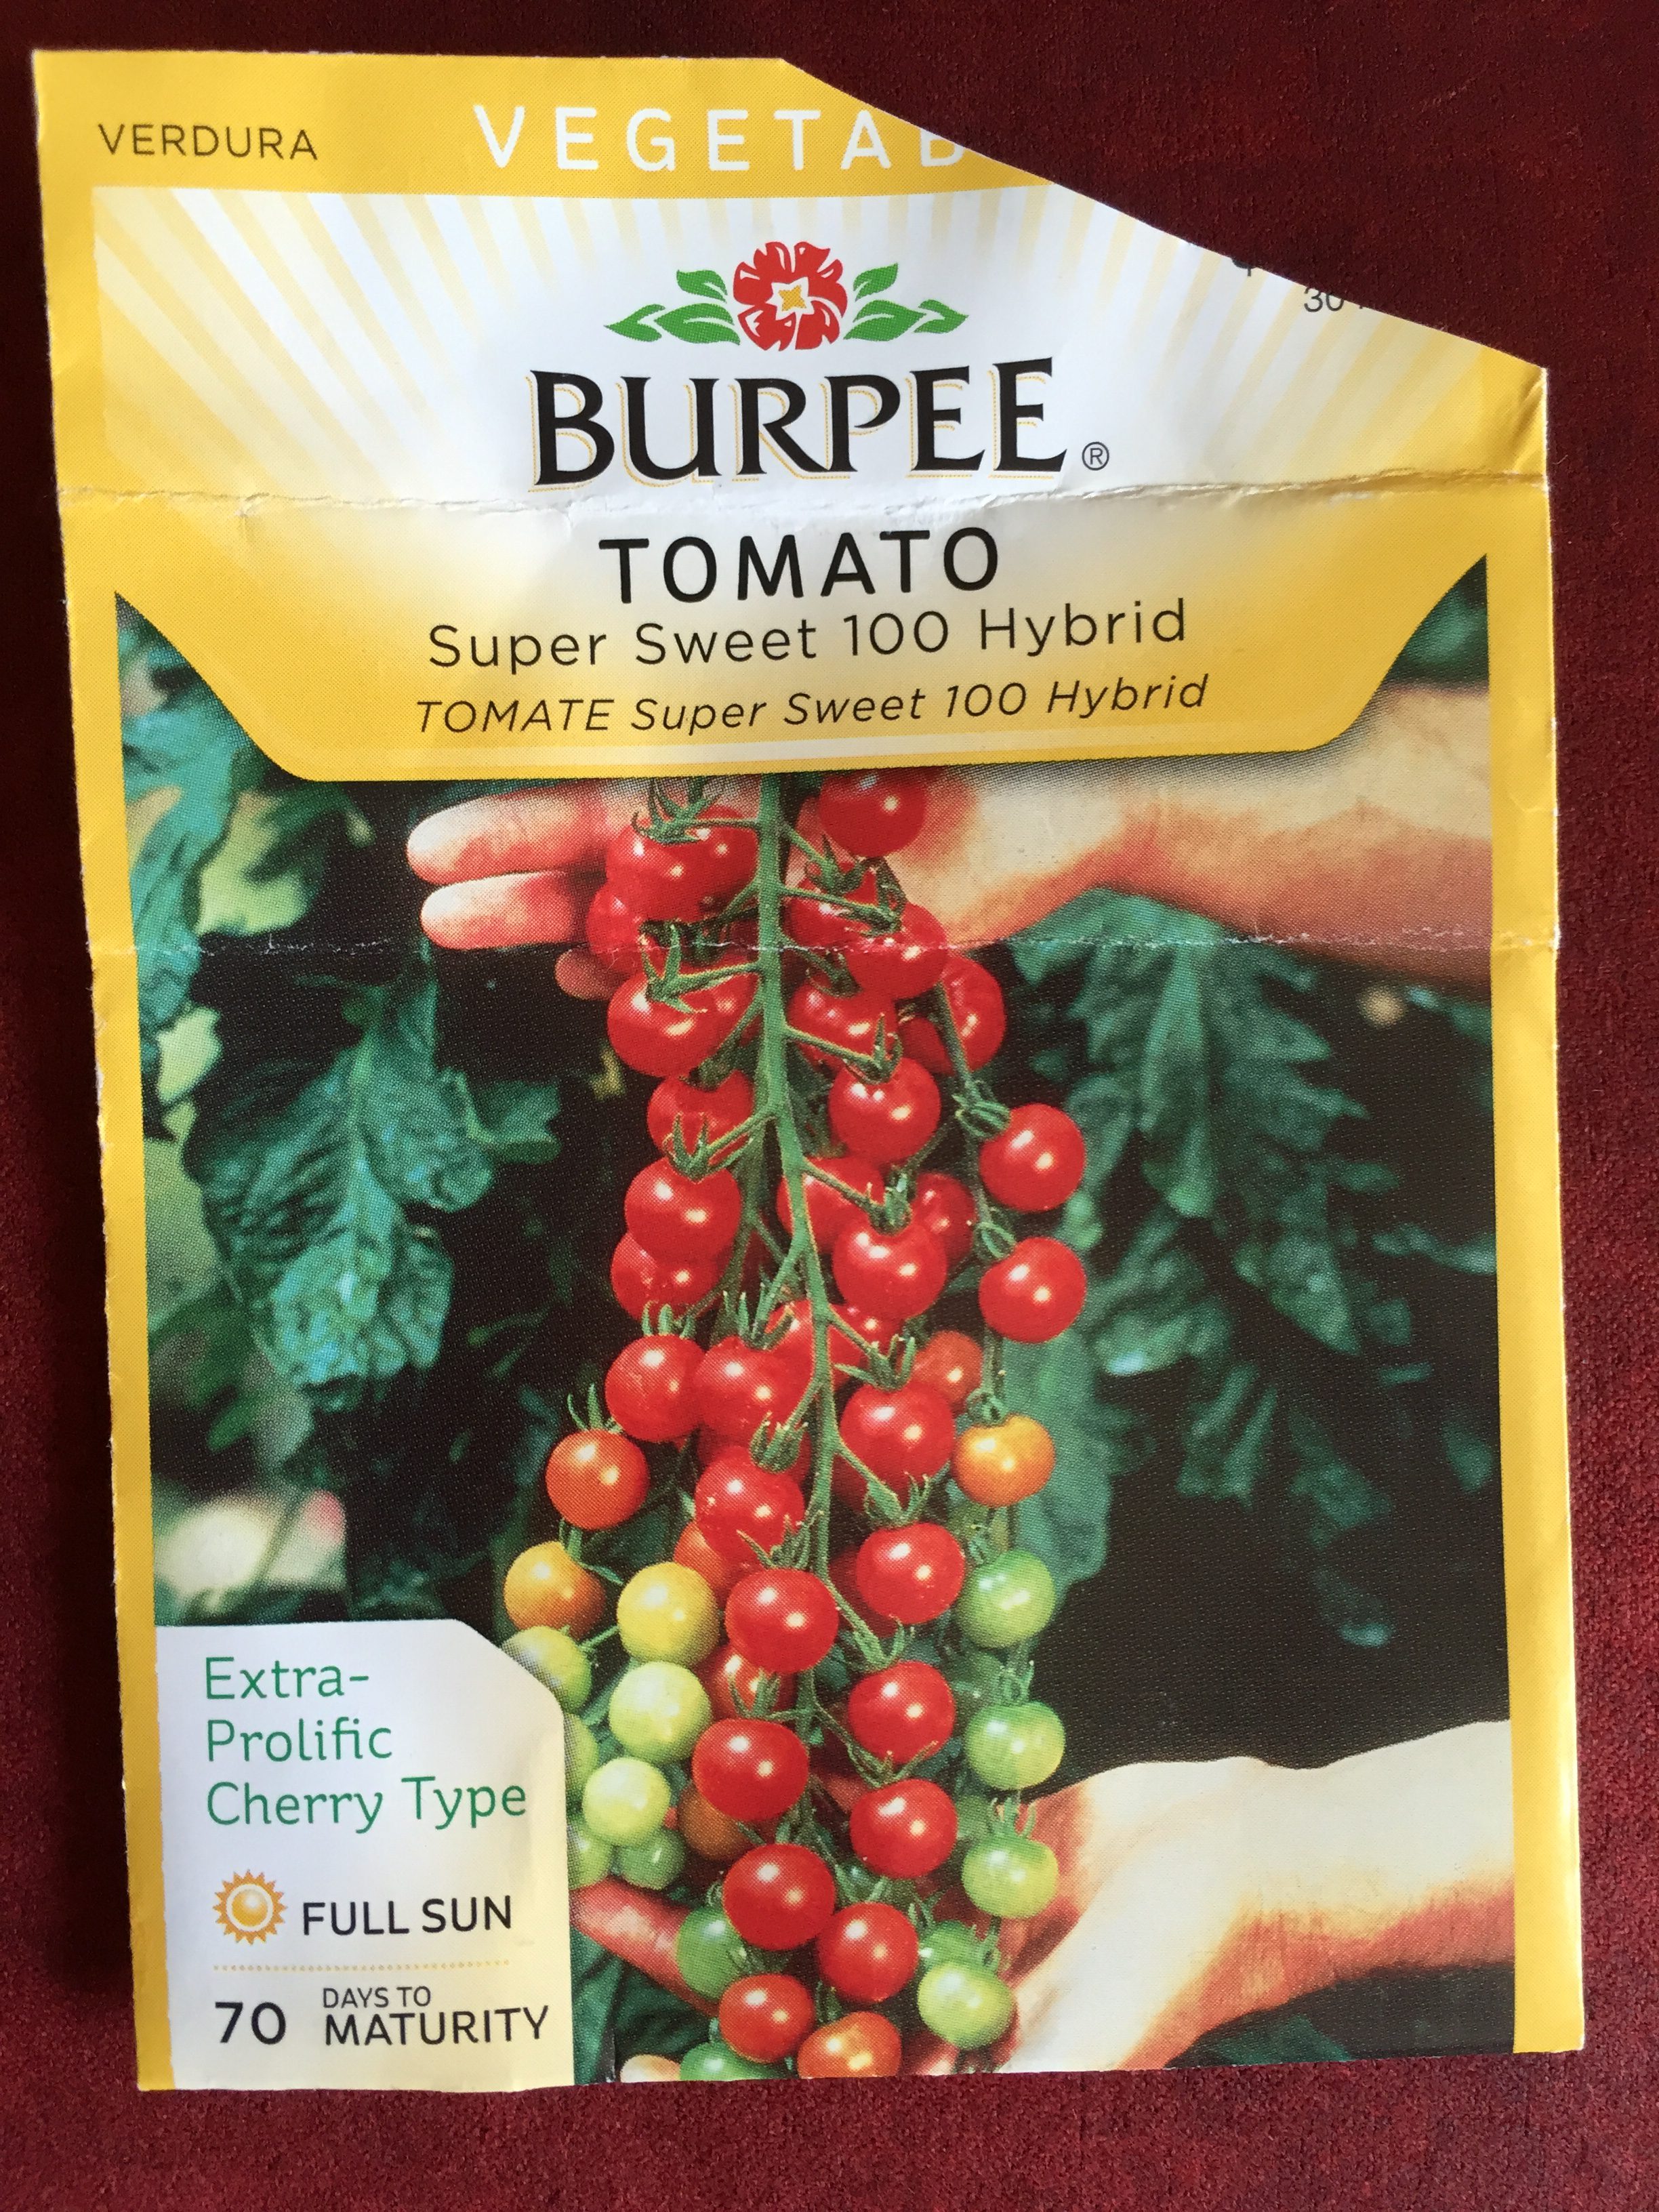 VERDURA
VEGETAB
30
BURPEE®
TOMATO
Super Sweet 100 Hybrid
TOMATE Super Sweet 100 Hybrid
Extra-
Prolific
Cherry Type
FULL SUN
70 DAYS TO
MATURITY